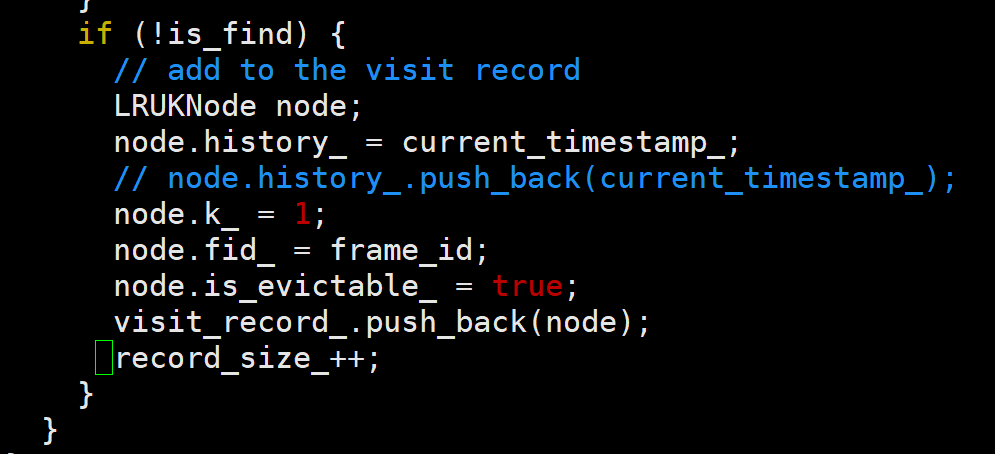 }
if (!is_find) {
// add to the visit record
LRUKNode node;
node.history_ = current_timestamp_;
// node.history_.push_back(current_timestamp_);
node.k_ = 1;
node.fid_ = frame_id;
node.is_evictable_ = true;
visit_record_.push_back(node);
record_size_++;
}
}